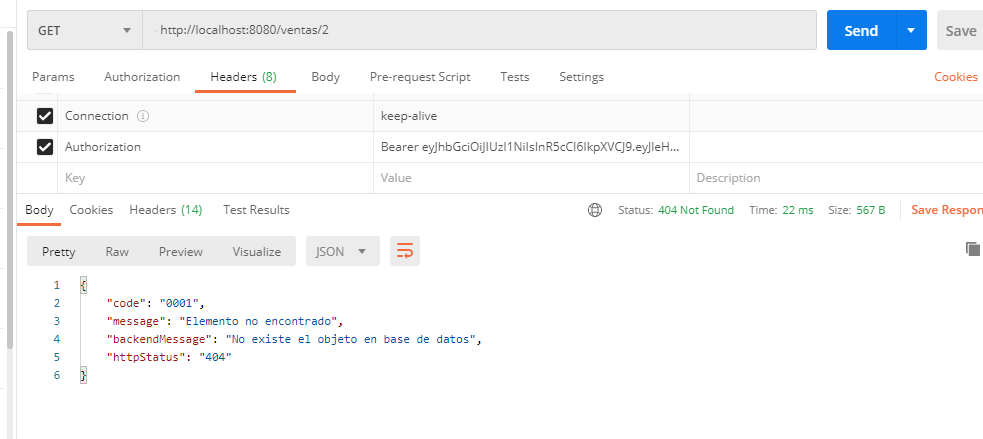 GET http://localhost:8080/ventas/2 Send Save
Params Authorization Headers (8) Body Pre-request Script Tests Settings Cookies
Connection keep-alive
Authorization Bearer eyJhbGciOiJIUzI1NiIsInR5cCI6IkpXVCJ9.eyJleH...
Key Value Description
Body Cookies Headers (14) Test Results Status: 404 Not Found Time: 22 ms Size: 567 B Save Respon
Pretty Raw Preview Visualize JSON
1 {
2 "code": "0001",
3 "message": "Elemento no encontrado",
4 "backendMessage": "No existe el objeto en base de datos",
5 "httpStatus": "404"
6 }